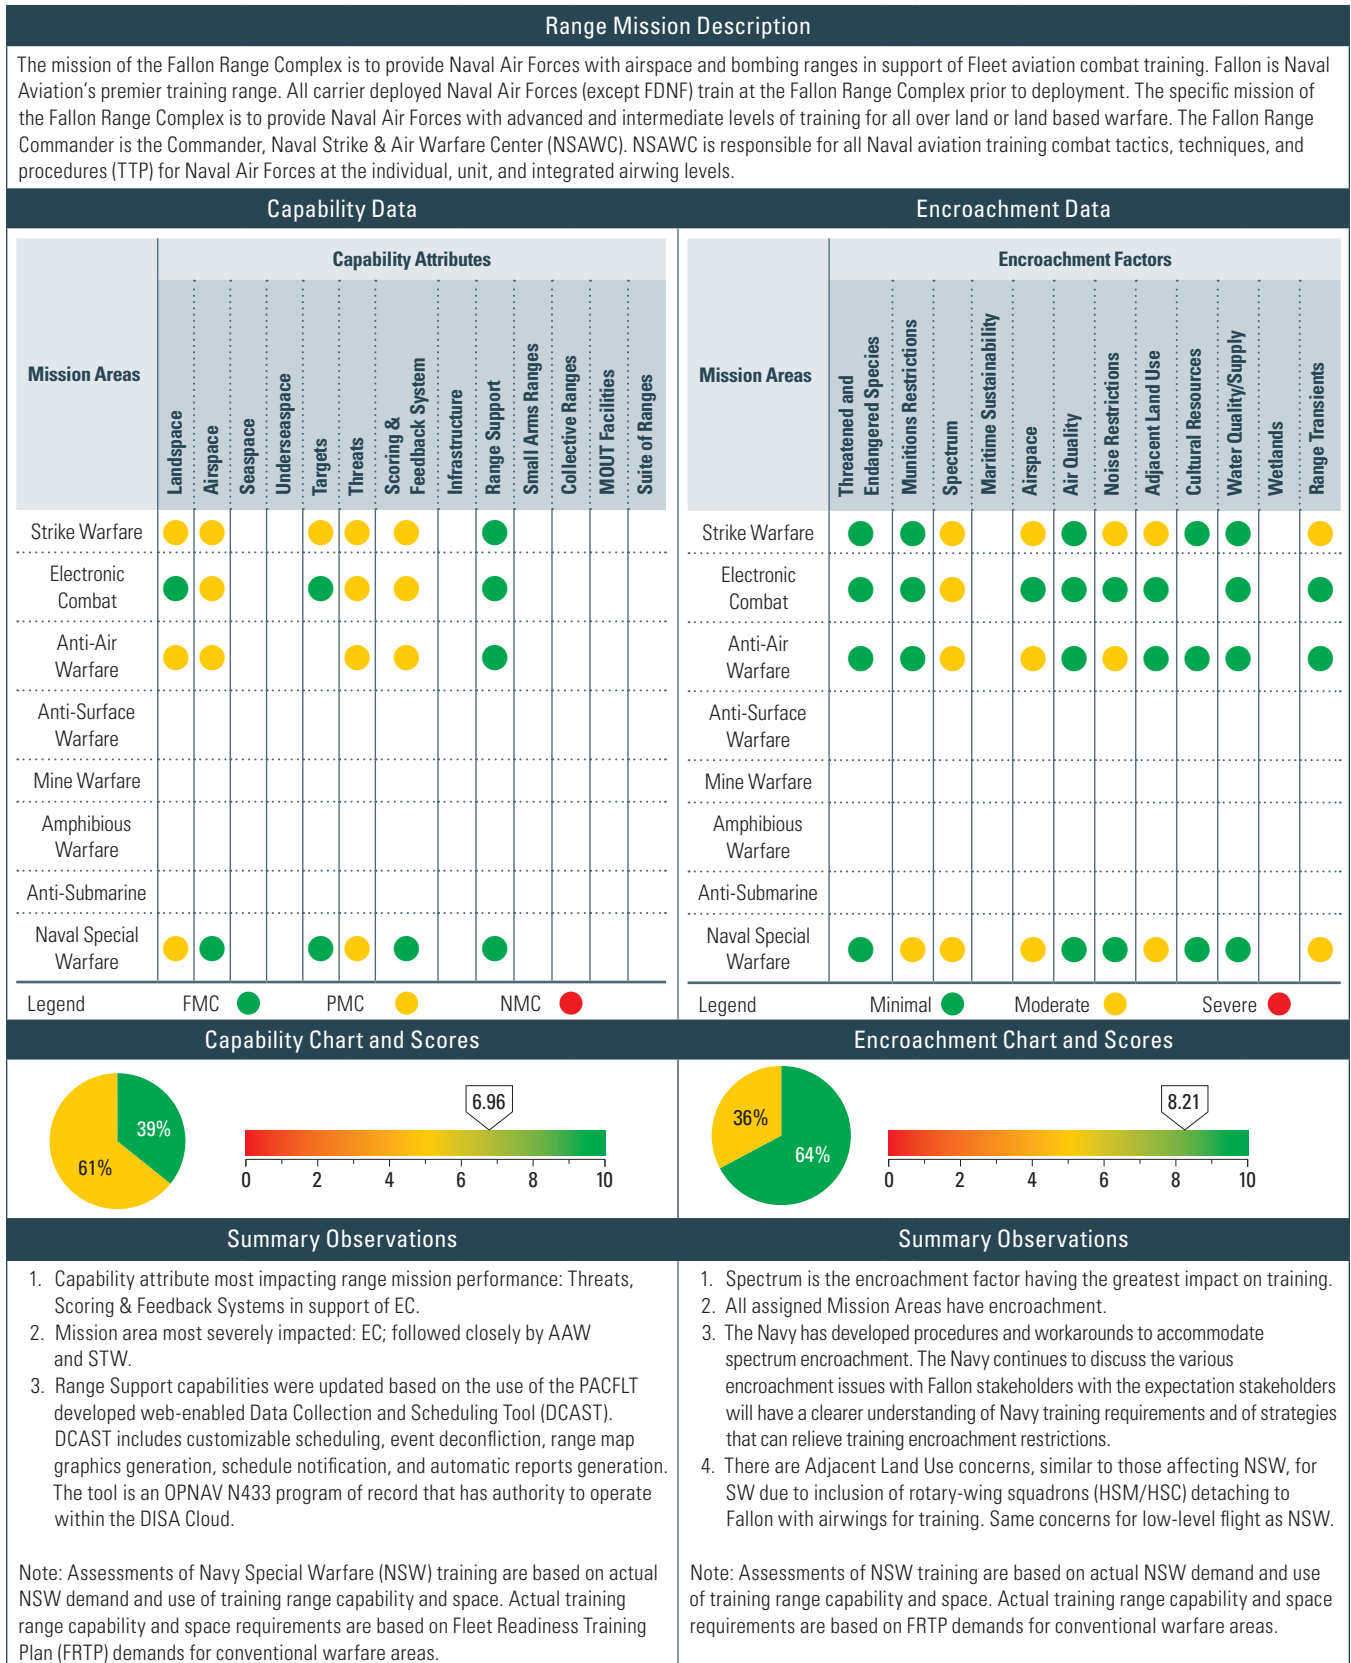 Range Mission Description
The mission of the Fallon Range Complex is to provide Naval Air Forces with airspace and bombing ranges in support of Fleet aviation combat training. Fallon is Naval
Aviation's premier training range. All carrier deployed Naval Air Forces (except FDNF) train at the Fallon Range Complex prior to deployment. The specific mission of
the Fallon Range Complex is to provide Naval Air Forces with advanced and intermediate levels of training for all over land or land based warfare. The Fallon Range
Commander is the Commander, Naval Strike & Air Warfare Center (NSAWC). NSAWC is responsible for all Naval aviation training combat tactics, techniques, and
procedures (TTP) for Naval Air Forces at the individual, unit, and integrated airwing levels.
Capability Data
Mission Areas
Capability Attributes
Landspace
Airspace
Seaspace
Underseaspace
Targets
Threats
Scoring &
Feedback System
Infrastructure
Range Support
Small Arms Ranges
Collective Ranges
MOUT Facilities
Suite of Ranges
Strike Warfare
Electronic
Combat
Anti-Air
Warfare
Anti-Surface
Warfare
Mine Warfare
Amphibious
Warfare
Anti-Submarine
Naval Special
Warfare
Legend
FMC
PMC
NMC
Encroachment Data
Mission Areas
Encroachment Factors
Threatened and
Endangered Species
Munitions Restrictions
Spectrum
Maritime Sustainability
Airspace
Air Quality
Noise Restrictions
Adjacent Land Use
Cultural Resources
Water Quality/Supply
Wetlands
Range Transients
Strike Warfare
Electronic
Combat
Anti-Air
Warfare
Anti-Surface
Warfare
Mine Warfare
Amphibious
Warfare
Anti-Submarine
Naval Special
Warfare
Legend
Minimal
Moderate
Severe
Capability Chart and Scores
39%
61%
6.96
0 2 4 6 8 10
Encroachment Chart and Scores
36%
64%
8.21
0 2 4 6 8 10
Summary Observations
1. Capability attribute most impacting range mission performance: Threats,
Scoring & Feedback Systems in support of EC.
2. Mission area most severely impacted: EC; followed closely by AAW
and STW.
3. Range Support capabilities were updated based on the use of the PACFLT
developed web-enabled Data Collection and Scheduling Tool (DCAST).
DCAST includes customizable scheduling, event deconfliction, range map
graphics generation, schedule notification, and automatic reports generation.
The tool is an OPNAV N433 program of record that has authority to operate
within the DISA Cloud.
Note: Assessments of Navy Special Warfare (NSW) training are based on actual
NSW demand and use of training range capability and space. Actual training
range capability and space requirements are based on Fleet Readiness Training
Plan (FRTP) demands for conventional warfare areas.
Summary Observations
1. Spectrum is the encroachment factor having the greatest impact on training.
2. All assigned Mission Areas have encroachment.
3. The Navy has developed procedures and workarounds to accommodate
spectrum encroachment. The Navy continues to discuss the various
encroachment issues with Fallon stakeholders with the expectation stakeholders
will have a clearer understanding of Navy training requirements and of strategies
that can relieve training encroachment restrictions.
4. There are Adjacent Land Use concerns, similar to those affecting NSW, for
SW due to inclusion of rotary-wing squadrons (HSM/HSC) detaching to
Fallon with airwings for training. Same concerns for low-level flight as NSW.
Note: Assessments of NSW training are based on actual NSW demand and use
of training range capability and space. Actual training range capability and space
requirements are based on FRTP demands for conventional warfare areas.